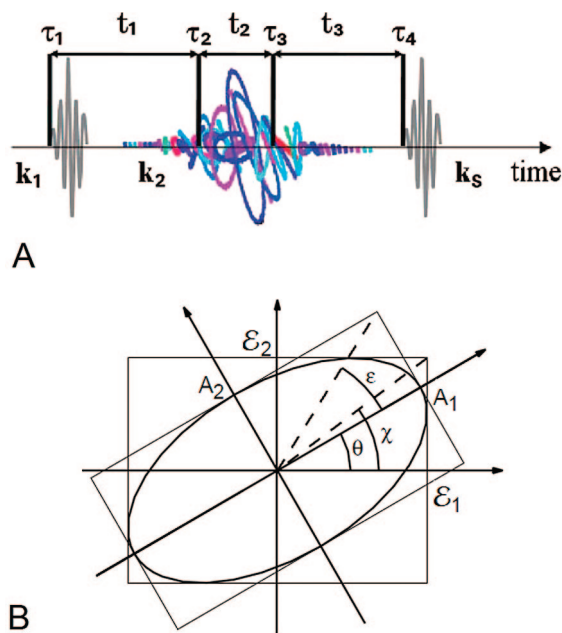 τ₁ t₁ τ₂ t₂ τ₃ t₃ τ₄
k₁ k₂ kₛ time
A
ℰ₂
A₂ ε A₁
θ χ
ℰ₁
B